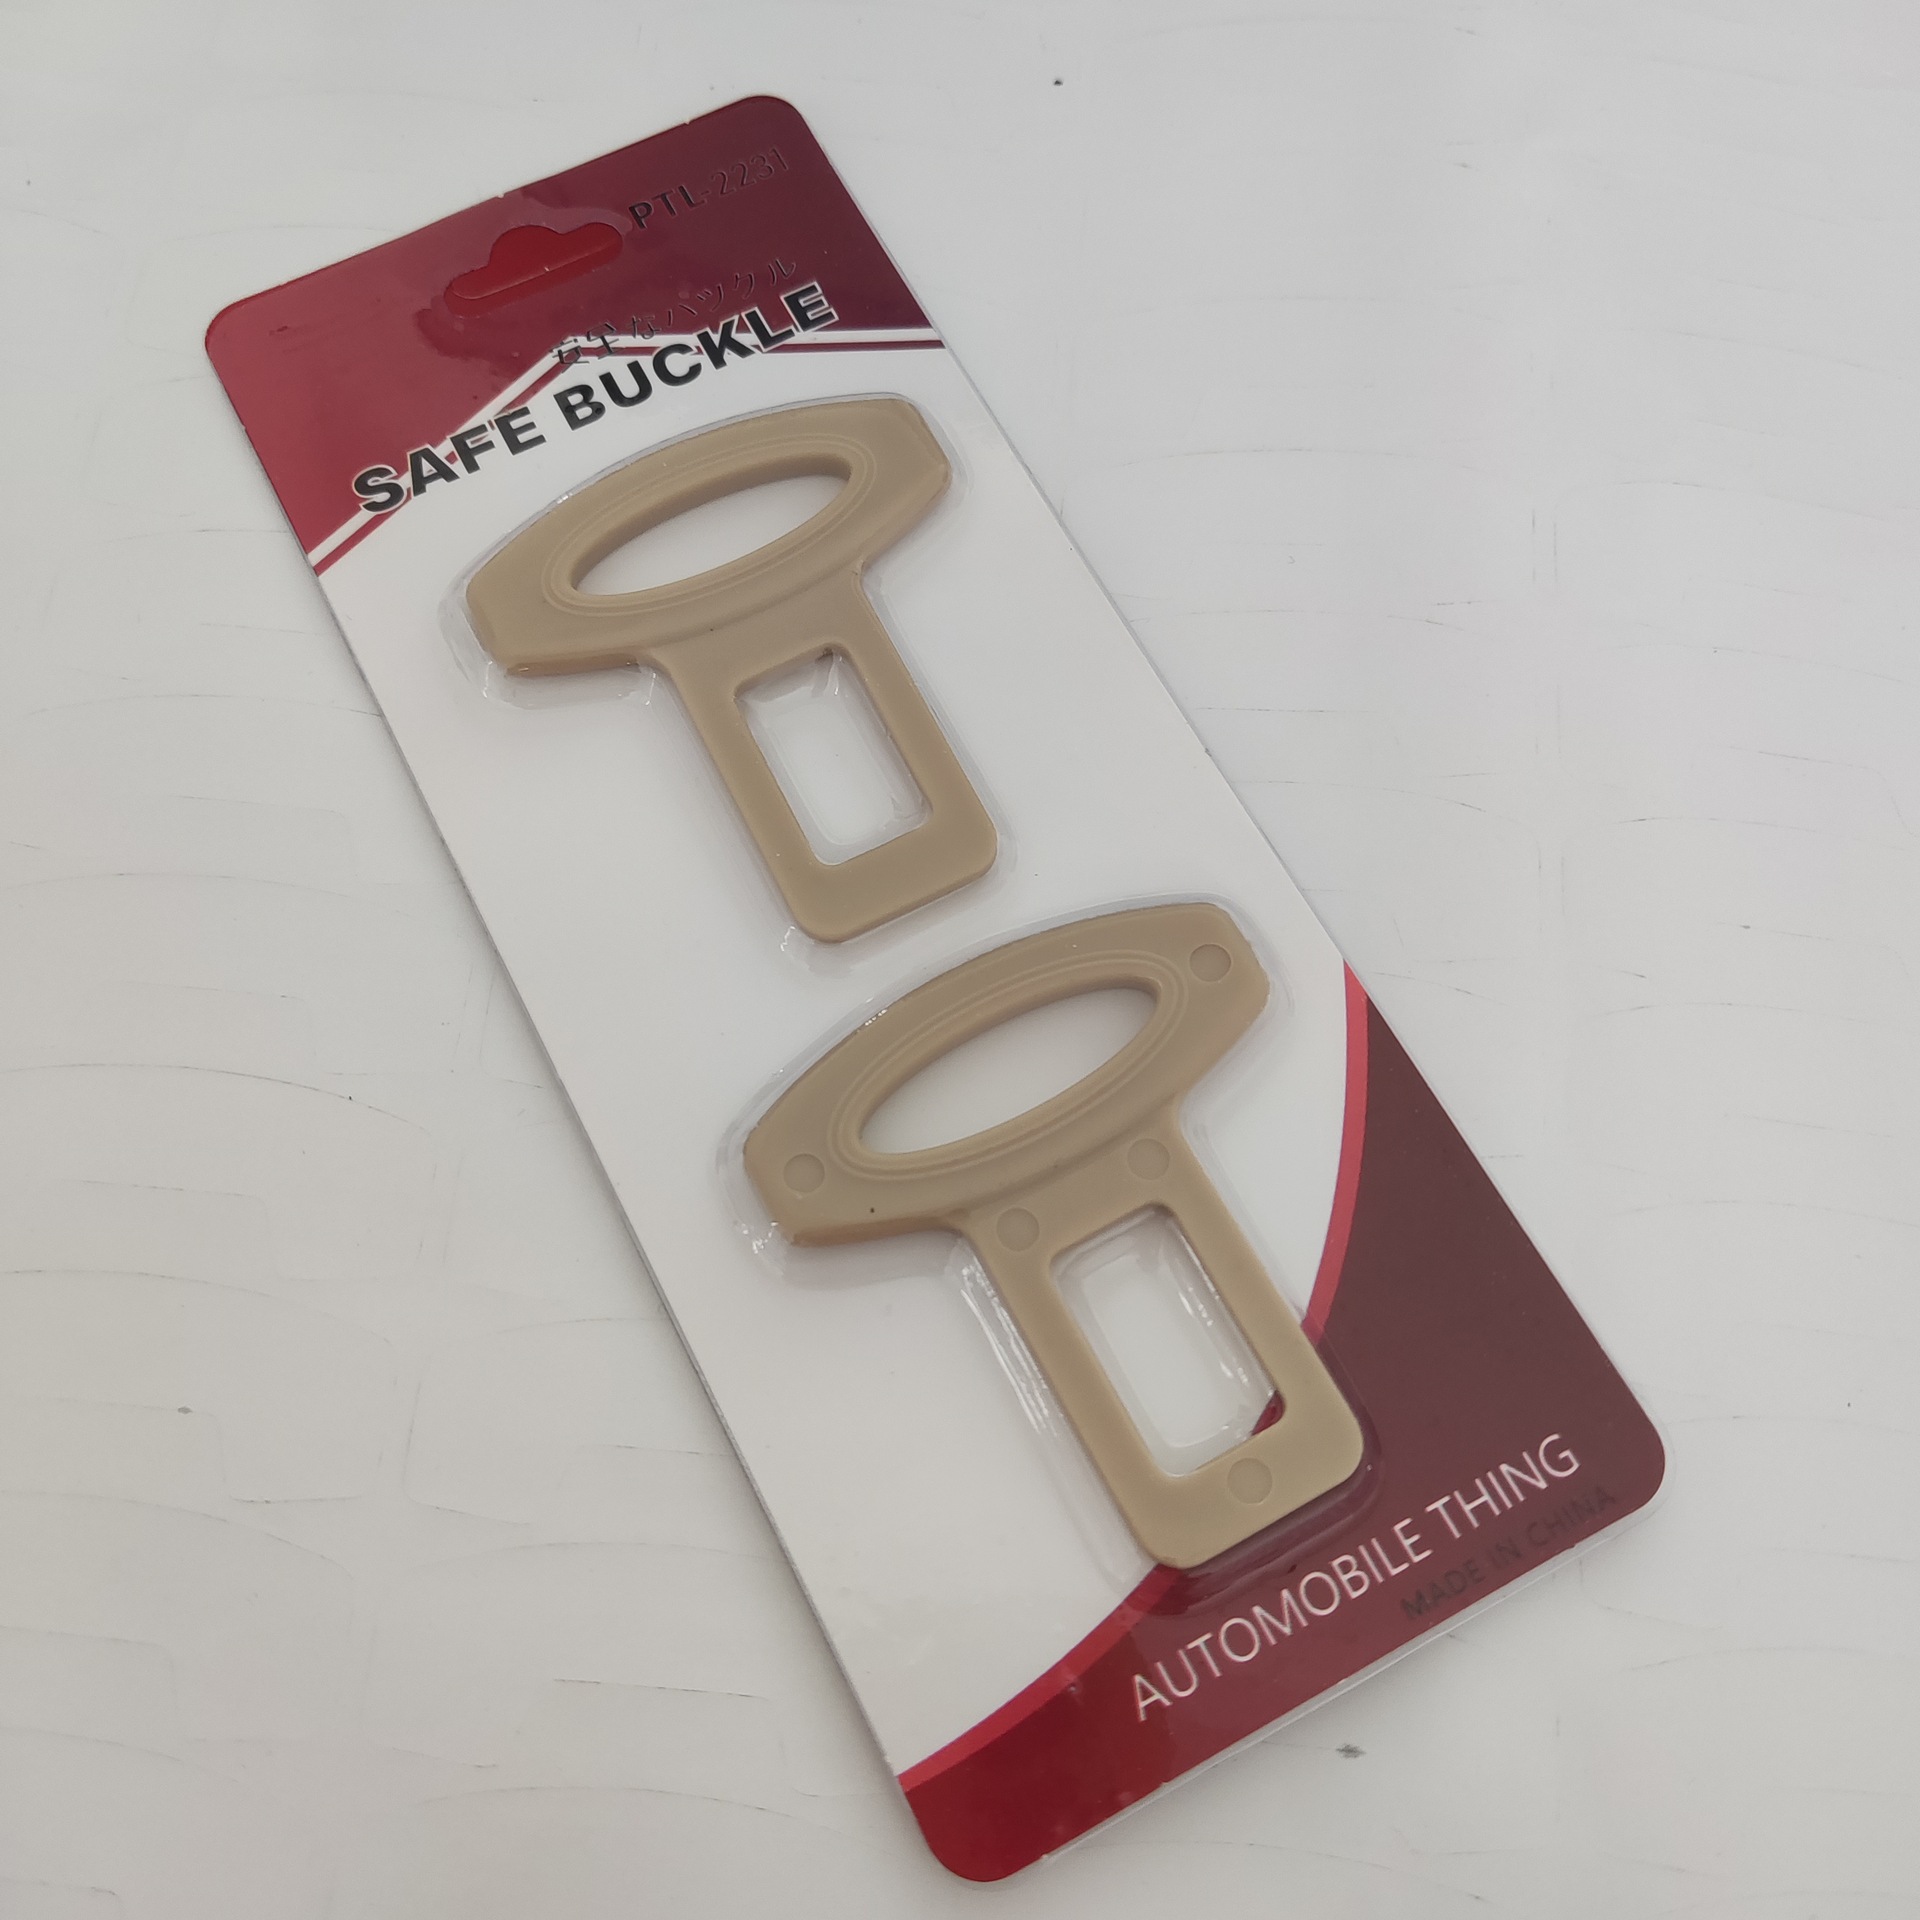 PTL-2231
安全なバックル
SAFE BUCKLE
AUTOMOBILE THING
MADE IN CHINA